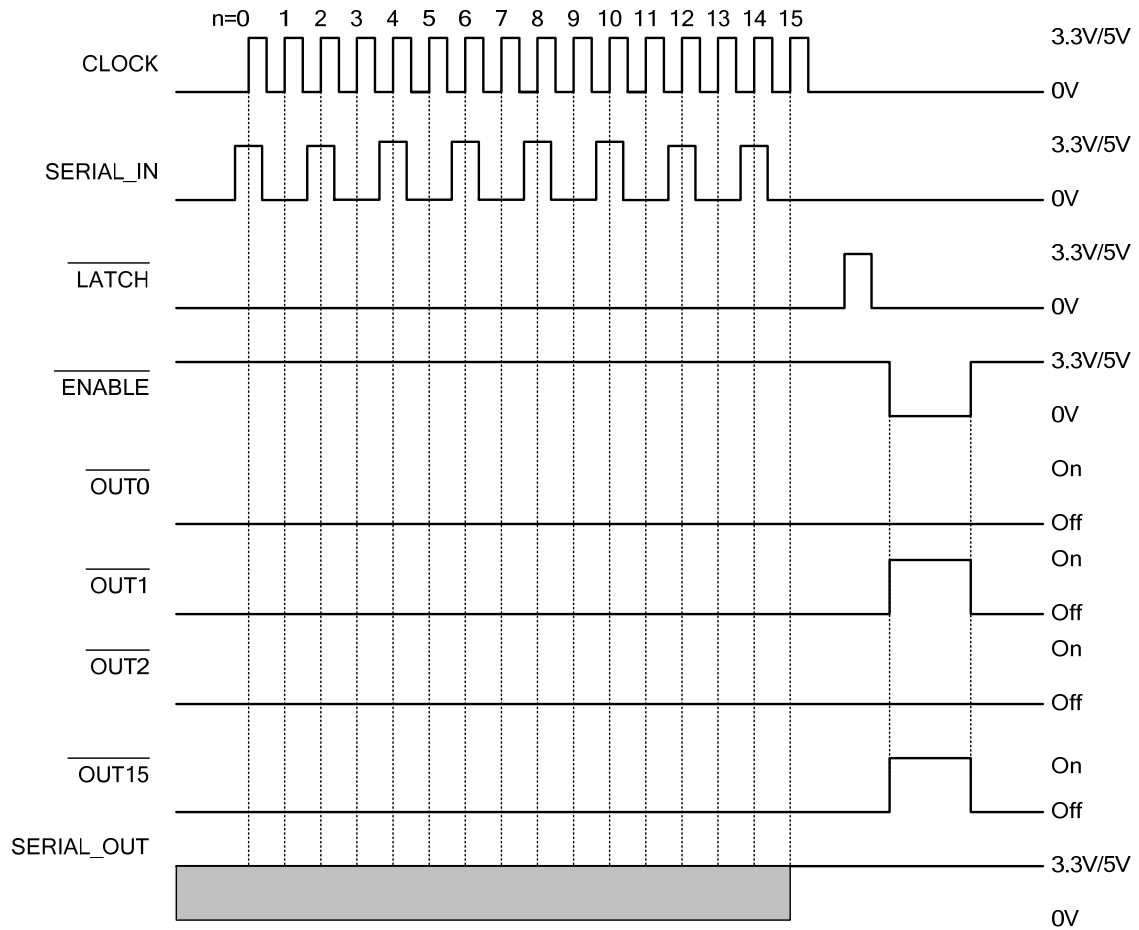 n=0 1 2 3 4 5 6 7 8 9 10 11 12 13 14 15
CLOCK
3.3V/5V
0V
SERIAL_IN
3.3V/5V
0V
LATCH
3.3V/5V
0V
ENABLE
3.3V/5V
0V
OUT0
On
Off
OUT1
On
Off
OUT2
On
Off
OUT15
On
Off
SERIAL_OUT
3.3V/5V
0V